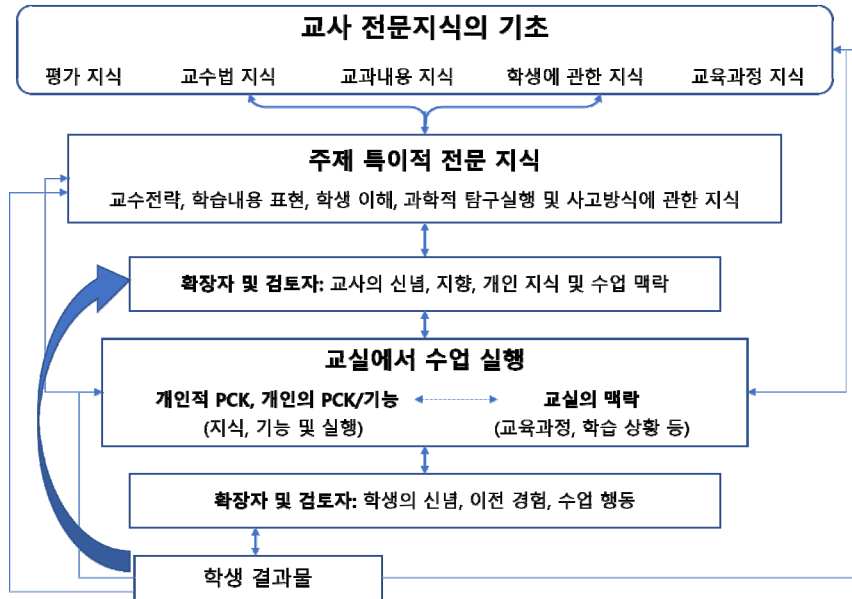 교사 전문지식의 기초
평가 지식 교수법 지식 교과내용 지식 학생에 관한 지식 교육과정 지식
주제 특이적 전문 지식
교수전략, 학습내용 표현, 학생 이해, 과학적 탐구실행 및 사고방식에 관한 지식
확장자 및 검토자: 교사의 신념, 지향, 개인 지식 및 수업 맥락
교실에서 수업 실행
개인적 PCK, 개인의 PCK/기능 교실의 맥락
(지식, 기능 및 실행) (교육과정, 학습 상황 등)
확장자 및 검토자: 학생의 신념, 이전 경험, 수업 행동
학생 결과물